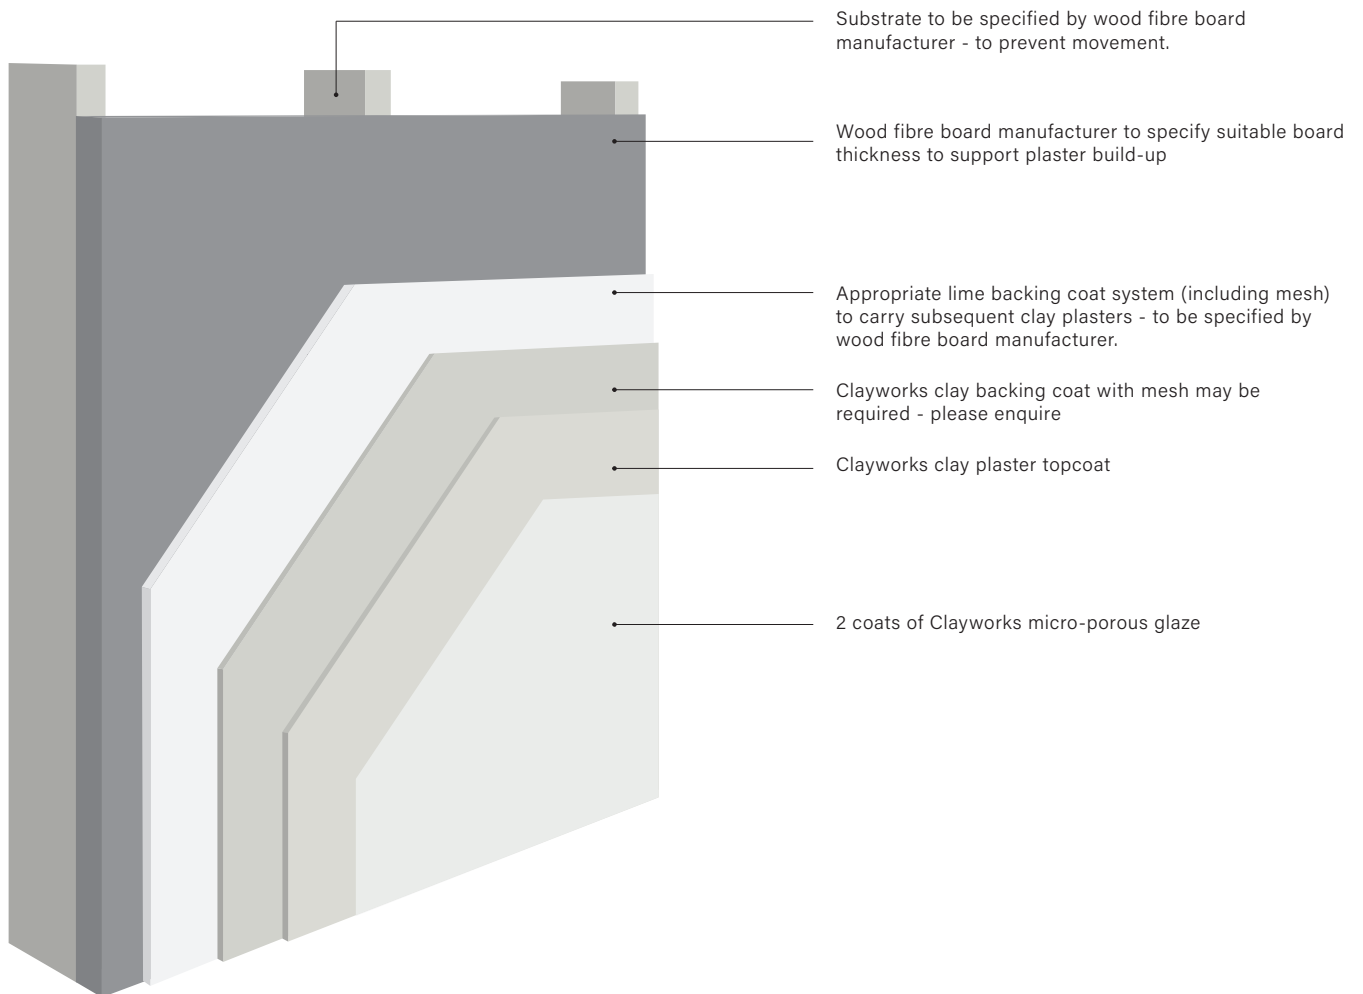 Substrate to be specified by wood fibre board
manufacturer - to prevent movement.
Wood fibre board manufacturer to specify suitable board
thickness to support plaster build-up
Appropriate lime backing coat system (including mesh)
to carry subsequent clay plasters - to be specified by
wood fibre board manufacturer.
Clayworks clay backing coat with mesh may be
required - please enquire
Clayworks clay plaster topcoat
2 coats of Clayworks micro-porous glaze